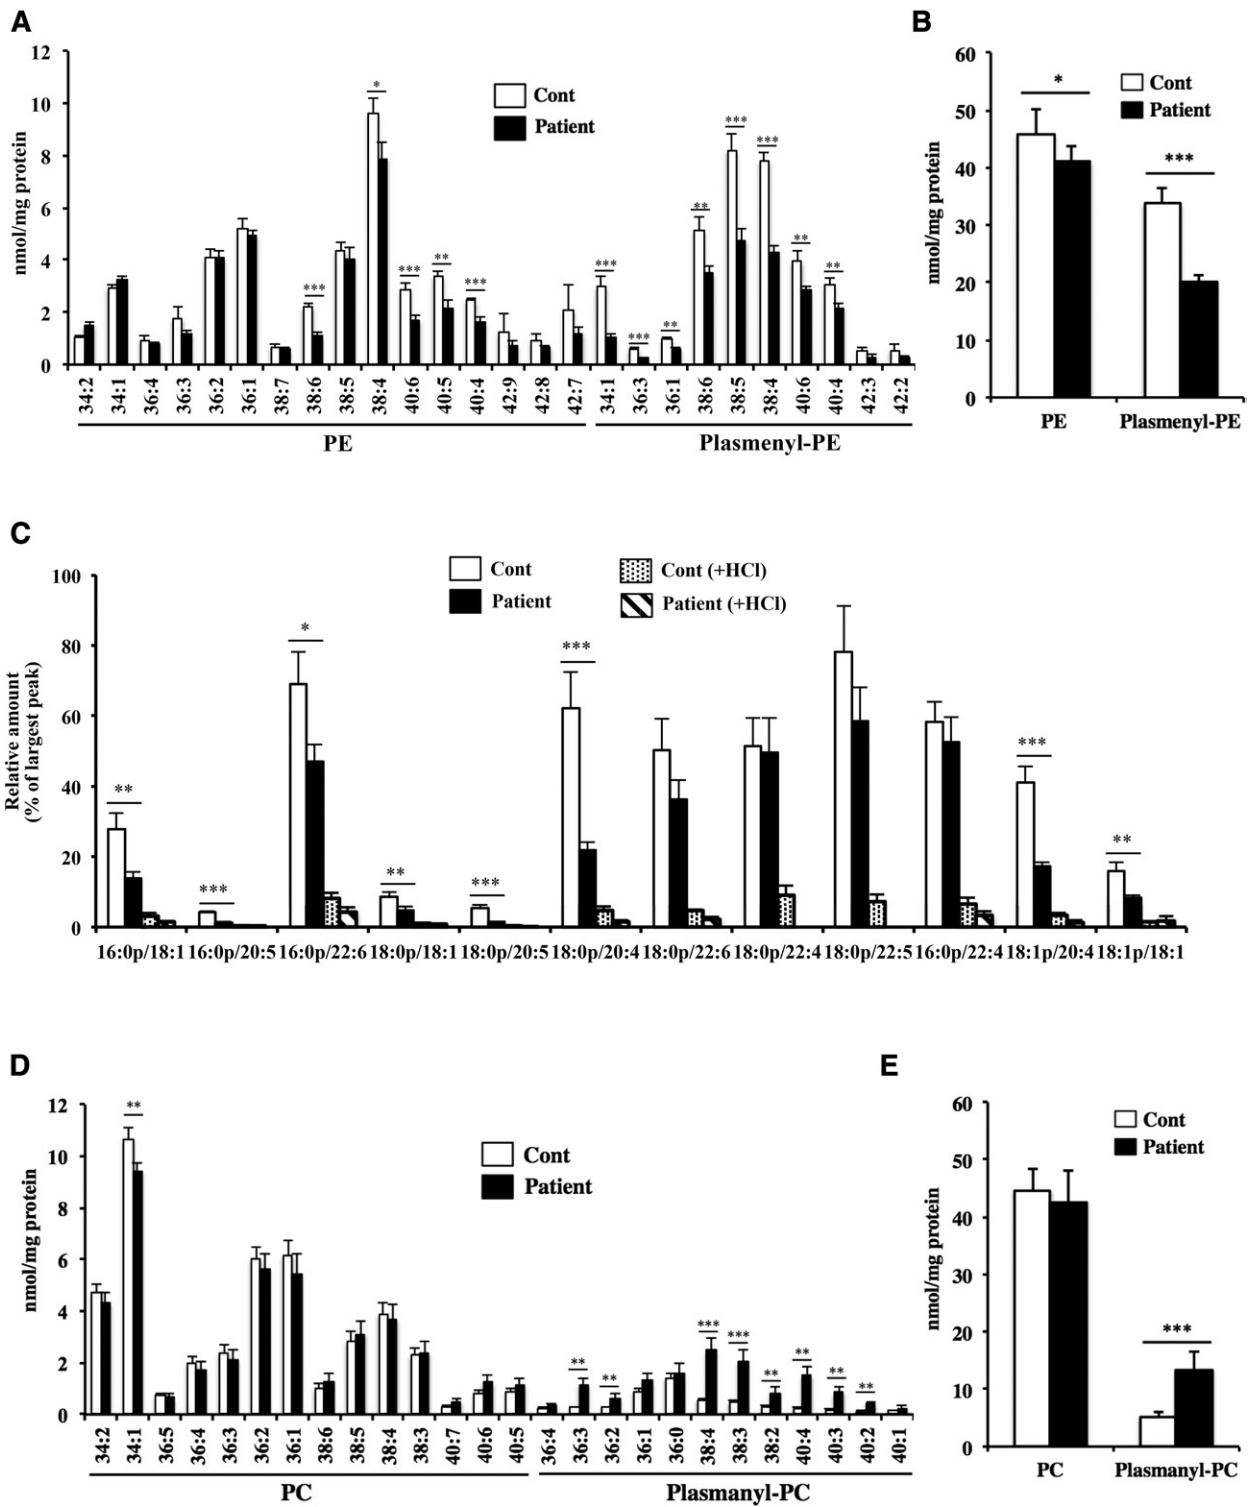 A
12
10
8
6
4
2
0
nmol/mg protein
Cont
Patient
* *** *** ** *** *** *** ** ** *** *** ** **
34:2 34:1 36:4 36:3 36:2 36:1 38:7 38:6 38:5 38:4 40:6 40:5 40:4 42:9 42:8 42:7 34:1 36:3 36:1 38:6 38:5 38:4 40:6 40:4 42:3 42:2
PE Plasmenyl-PE
B
60
50
40
30
20
10
0
nmol/mg protein
Cont
Patient
* ***
PE Plasmenyl-PE
C
100
80
60
40
20
0
Relative amount
(% of largest peak)
Cont
Patient
Cont (+HCl)
Patient (+HCl)
** *** * ** *** *** *** **
16:0p/18:1 16:0p/20:5 16:0p/22:6 18:0p/18:1 18:0p/20:5 18:0p/20:4 18:0p/22:6 18:0p/22:4 18:0p/22:5 16:0p/22:4 18:1p/20:4 18:1p/18:1
D
12
10
8
6
4
2
0
nmol/mg protein
Cont
Patient
** ** ** *** *** ** ** ** **
34:2 34:1 36:5 36:4 36:3 36:2 36:1 38:6 38:5 38:4 38:3 40:7 40:6 40:5 36:4 36:3 36:2 36:1 36:0 38:4 38:3 38:2 40:4 40:3 40:2 40:1
PC Plasmanyl-PC
E
60
50
40
30
20
10
0
nmol/mg protein
Cont
Patient
***
PC Plasmanyl-PC